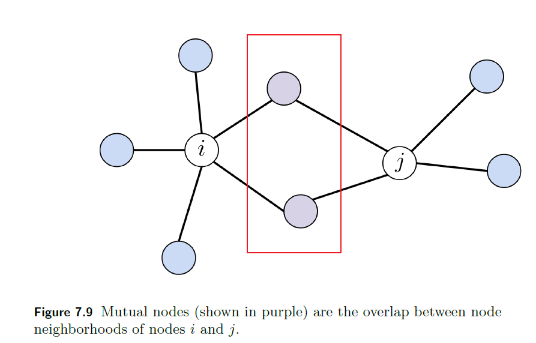 i
j
Figure 7.9 Mutual nodes (shown in purple) are the overlap between node
neighborhoods of nodes i and j.